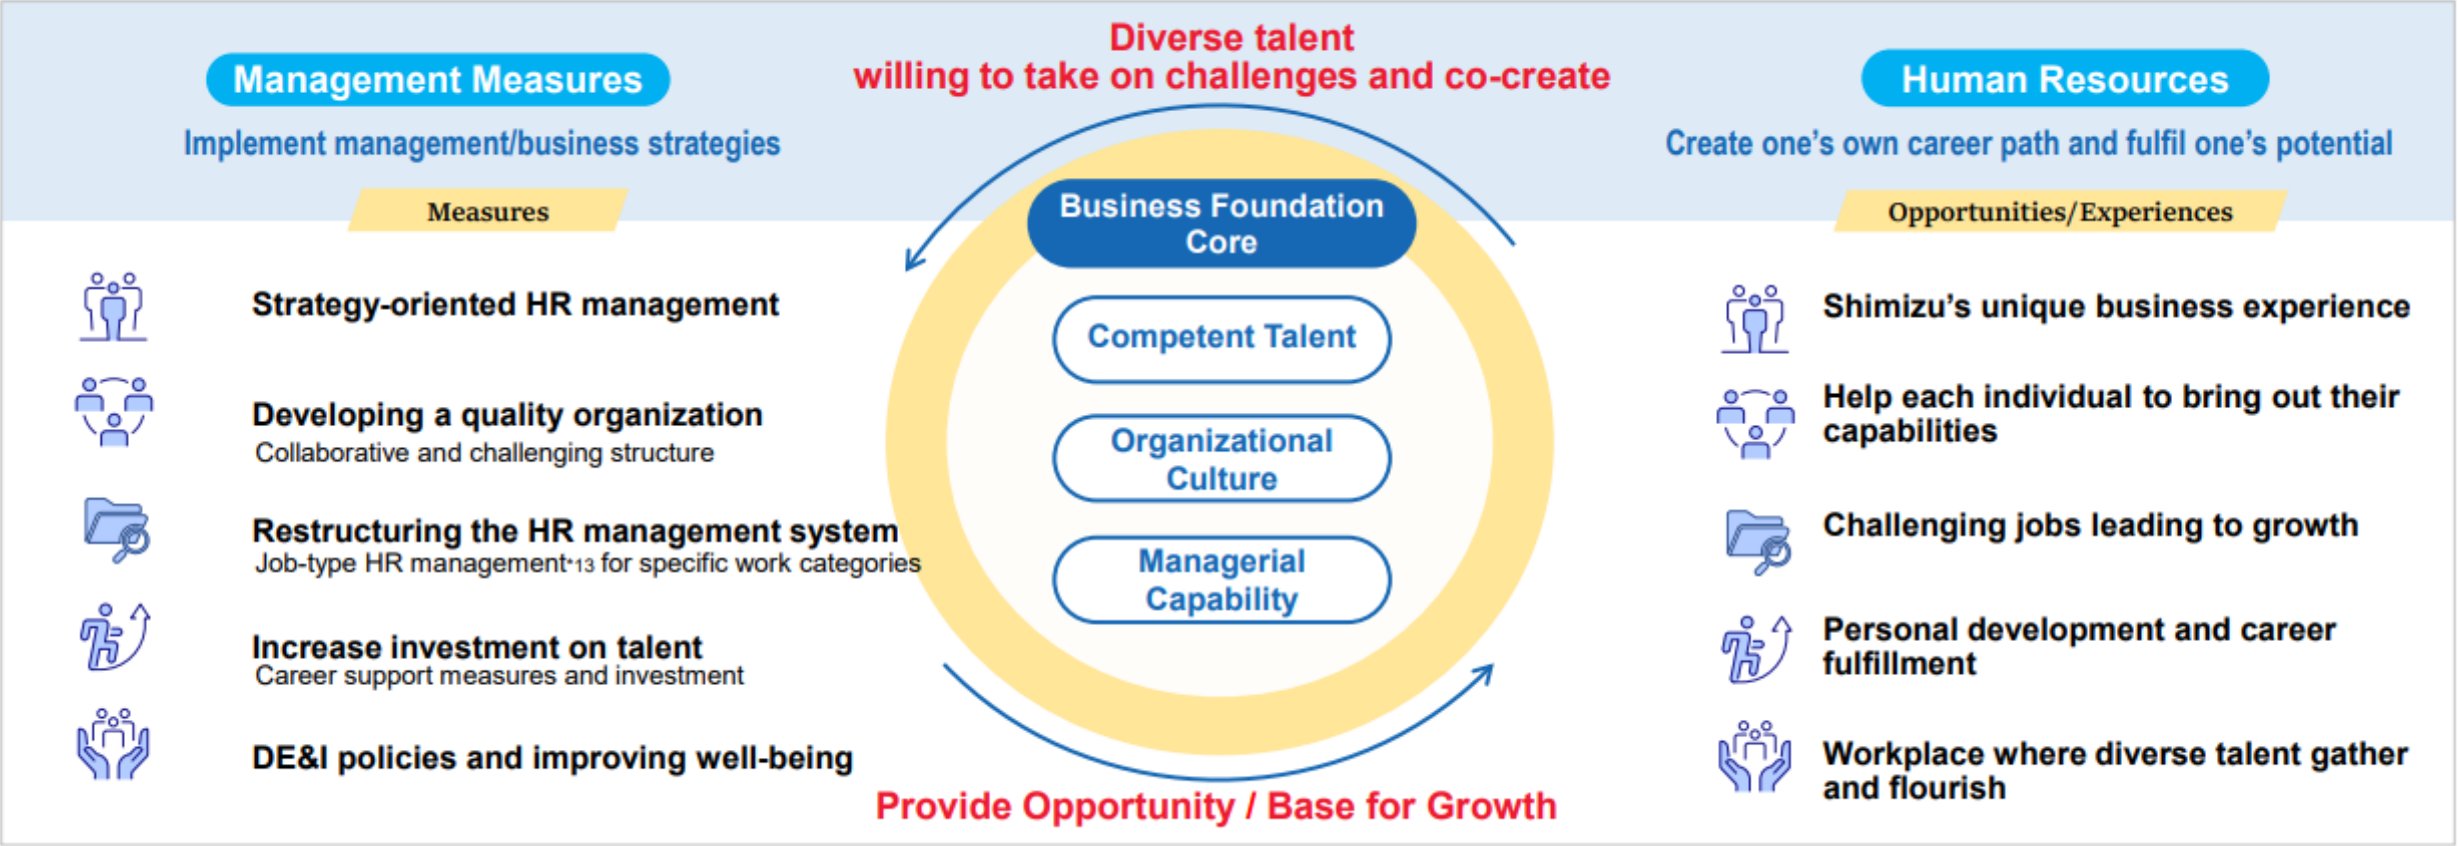 Management Measures
Implement management/business strategies
Measures
Strategy-oriented HR management
Developing a quality organization
Collaborative and challenging structure
Restructuring the HR management system
Job-type HR management*13 for specific work categories
Increase investment on talent
Career support measures and investment
DE&I policies and improving well-being
Diverse talent
willing to take on challenges and co-create
Business Foundation
Core
Competent Talent
Organizational
Culture
Managerial
Capability
Provide Opportunity / Base for Growth
Human Resources
Create one’s own career path and fulfil one’s potential
Opportunities/Experiences
Shimizu’s unique business experience
Help each individual to bring out their
capabilities
Challenging jobs leading to growth
Personal development and career
fulfillment
Workplace where diverse talent gather
and flourish